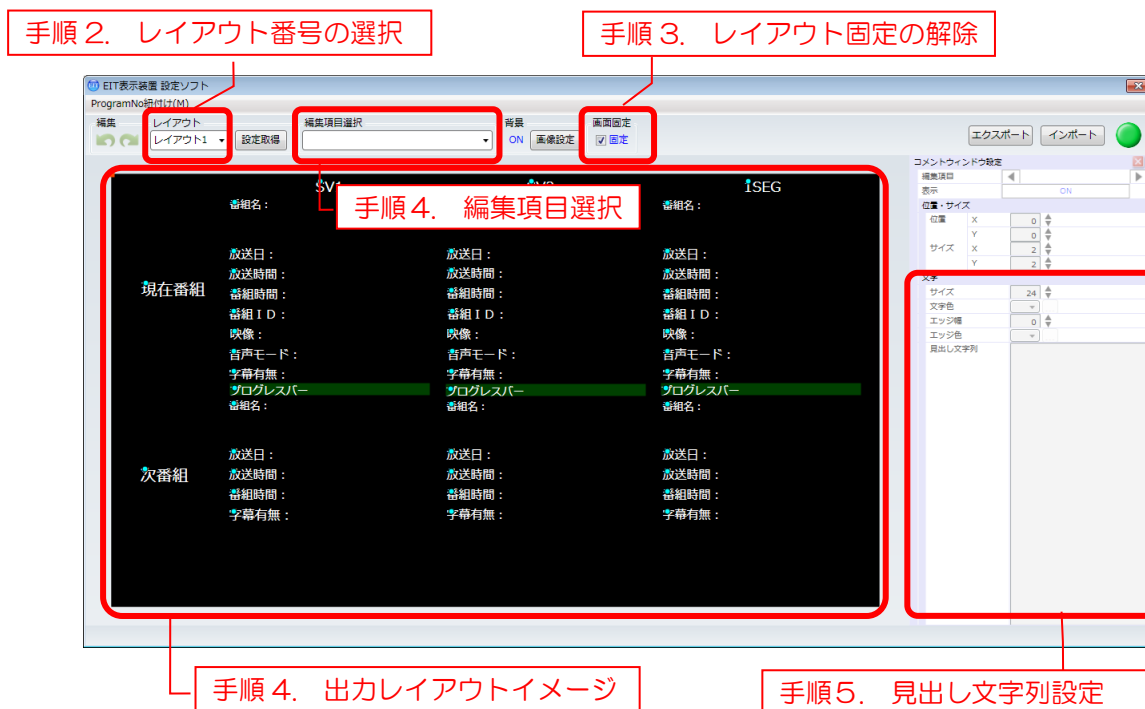 手順２．レイアウト番号の選択
手順３．レイアウト固定の解除
EIT表示装置 設定ソフト
ProgramNo紐付け(M)
編集 レイアウト 編集項目選択 背景 画面固定
レイアウト1 設定取得 ON 画像設定 固定 エクスポート インポート
コメントウィンドウ設定
編集項目
表示 ON
位置・サイズ
位置 X 0
Y 0
サイズ X 2
Y 2
文字
サイズ 24
文字色
エッジ幅 0
エッジ色
見出し文字列
SV1 1SEG
手順４．編集項目選択
番組名： 番組名：
放送日： 放送日： 放送日：
放送時間： 放送時間： 放送時間：
現在番組
番組時間： 番組時間： 番組時間：
番組ＩＤ： 番組ＩＤ： 番組ＩＤ：
映像： 映像： 映像：
音声モード： 音声モード： 音声モード：
字幕有無： 字幕有無： 字幕有無：
プログレスバー プログレスバー プログレスバー
番組名： 番組名： 番組名：
放送日： 放送日： 放送日：
次番組 放送時間： 放送時間： 放送時間：
番組時間： 番組時間： 番組時間：
字幕有無： 字幕有無： 字幕有無：
手順４．出力レイアウトイメージ
手順５．見出し文字列設定